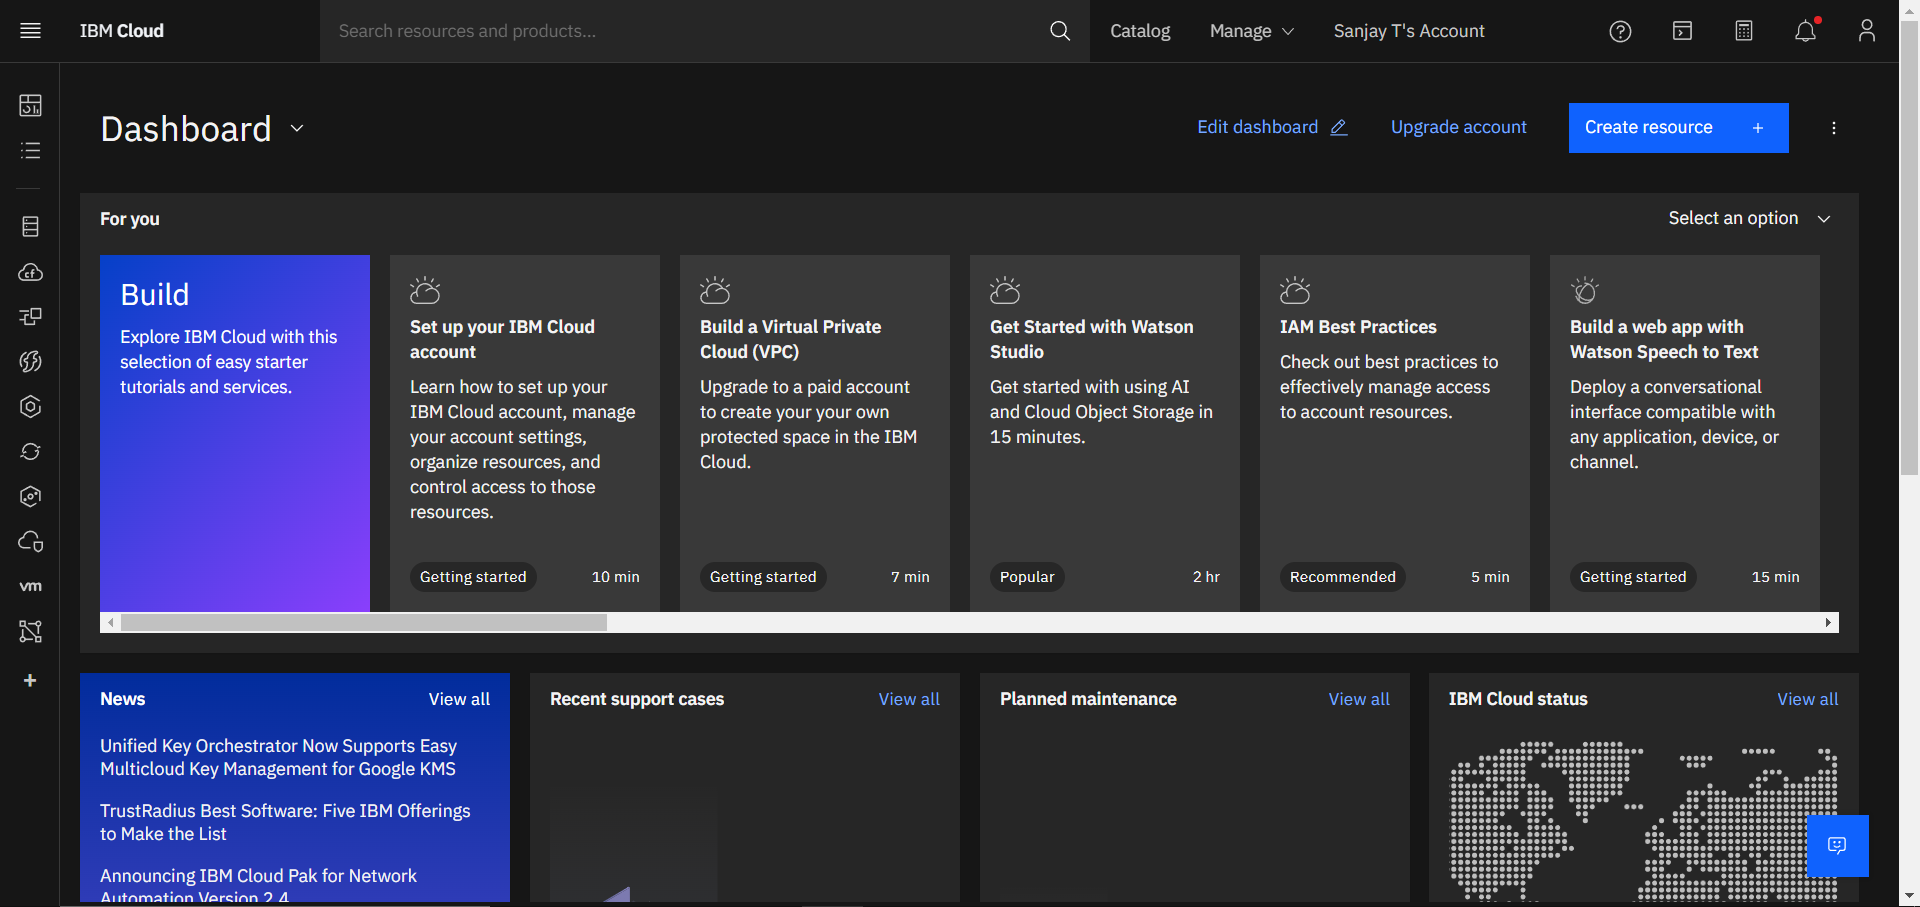 IBM Cloud
Search resources and products...
Catalog
Manage
Sanjay T's Account
Dashboard
Edit dashboard
Upgrade account
Create resource +
For you
Select an option
Build
Explore IBM Cloud with this
selection of easy starter
tutorials and services.
Set up your IBM Cloud
account
Learn how to set up your
IBM Cloud account, manage
your account settings,
organize resources, and
control access to those
resources.
Getting started
10 min
Build a Virtual Private
Cloud (VPC)
Upgrade to a paid account
to create your your own
protected space in the IBM
Cloud.
Getting started
7 min
Get Started with Watson
Studio
Get started with using AI
and Cloud Object Storage in
15 minutes.
Popular
2 hr
IAM Best Practices
Check out best practices to
effectively manage access
to account resources.
Recommended
5 min
Build a web app with
Watson Speech to Text
Deploy a conversational
interface compatible with
any application, device, or
channel.
Getting started
15 min
cf
vm
News
View all
Unified Key Orchestrator Now Supports Easy
Multicloud Key Management for Google KMS
TrustRadius Best Software: Five IBM Offerings
to Make the List
Announcing IBM Cloud Pak for Network
Automation Version 2.4
Recent support cases
View all
Planned maintenance
View all
IBM Cloud status
View all